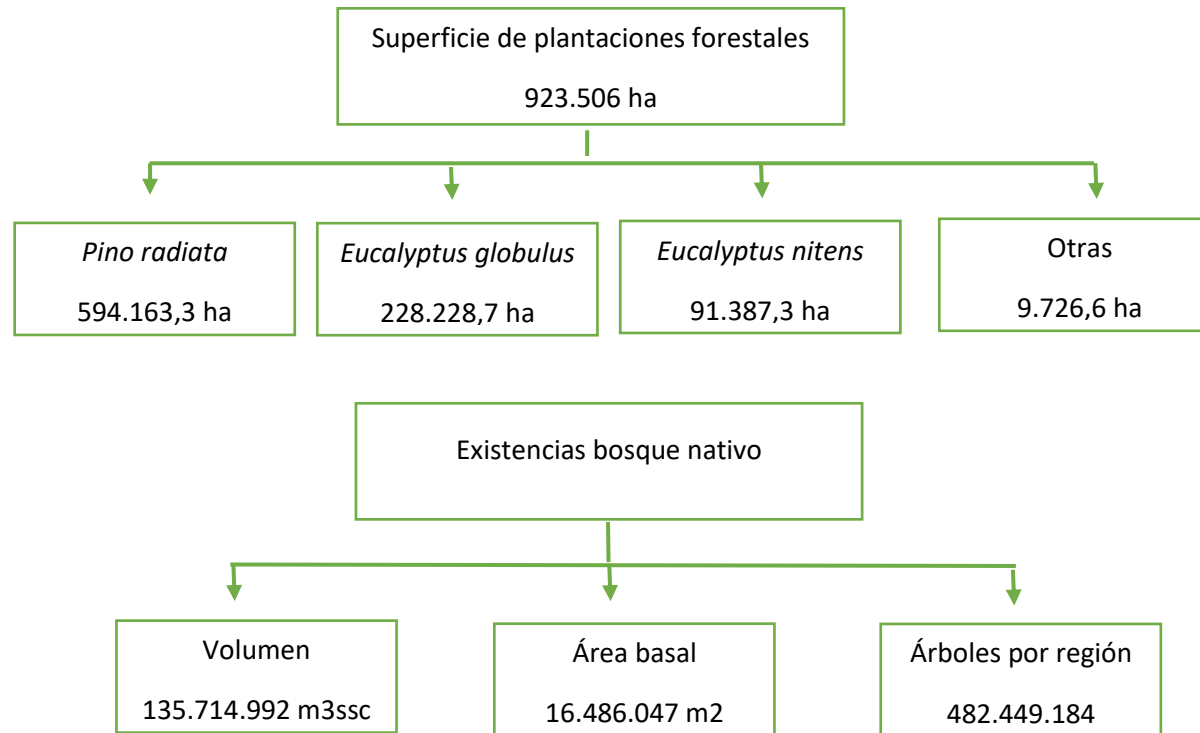 Superficie de plantaciones forestales
923.506 ha
Pino radiata
594.163,3 ha
Eucalyptus globulus
228.228,7 ha
Eucalyptus nitens
91.387,3 ha
Otras
9.726,6 ha
Existencias bosque nativo
Volumen
135.714.992 m3ssc
Área basal
16.486.047 m2
Árboles por región
482.449.184